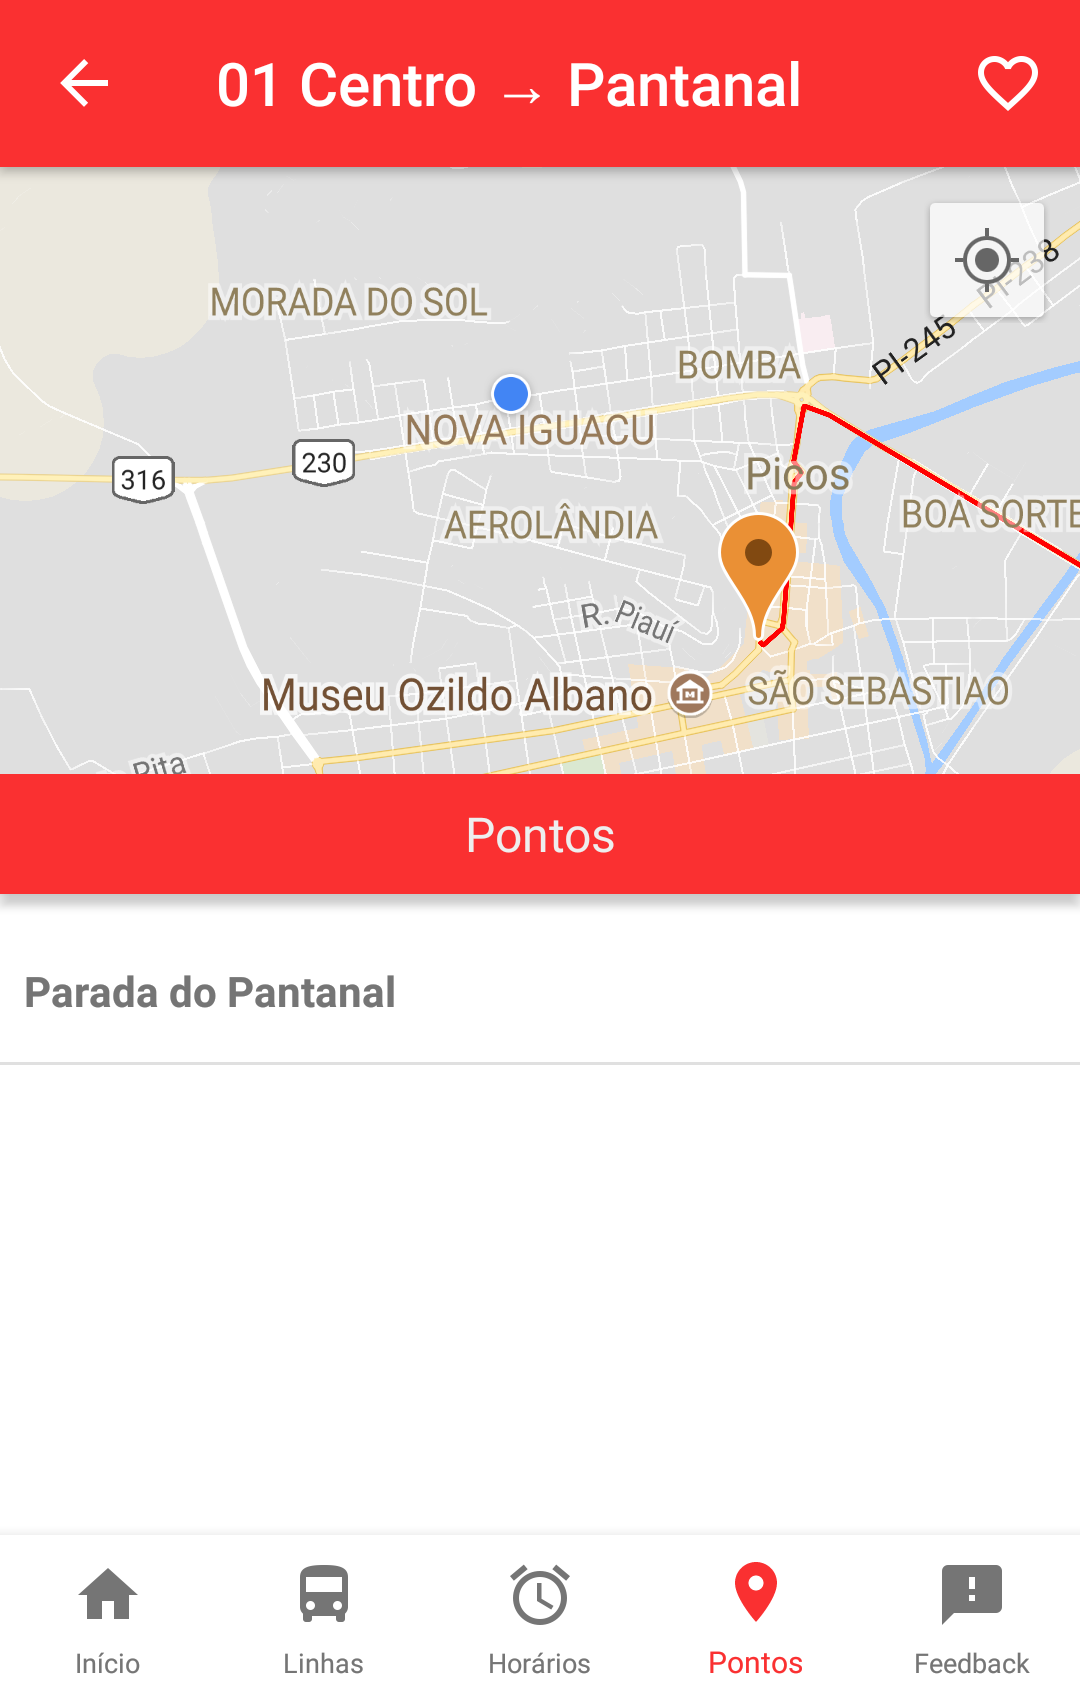 01 Centro → Pantanal
PI-238
MORADA DO SOL
PI-245
BOMBA
NOVA IGUACU
230
316
Picos
BOA SORTE
AEROLÂNDIA
R. Piauí
Museu Ozildo Albano
SÃO SEBASTIAO
Pita
Pontos
Parada do Pantanal
Início
Linhas
Horários
Pontos
Feedback